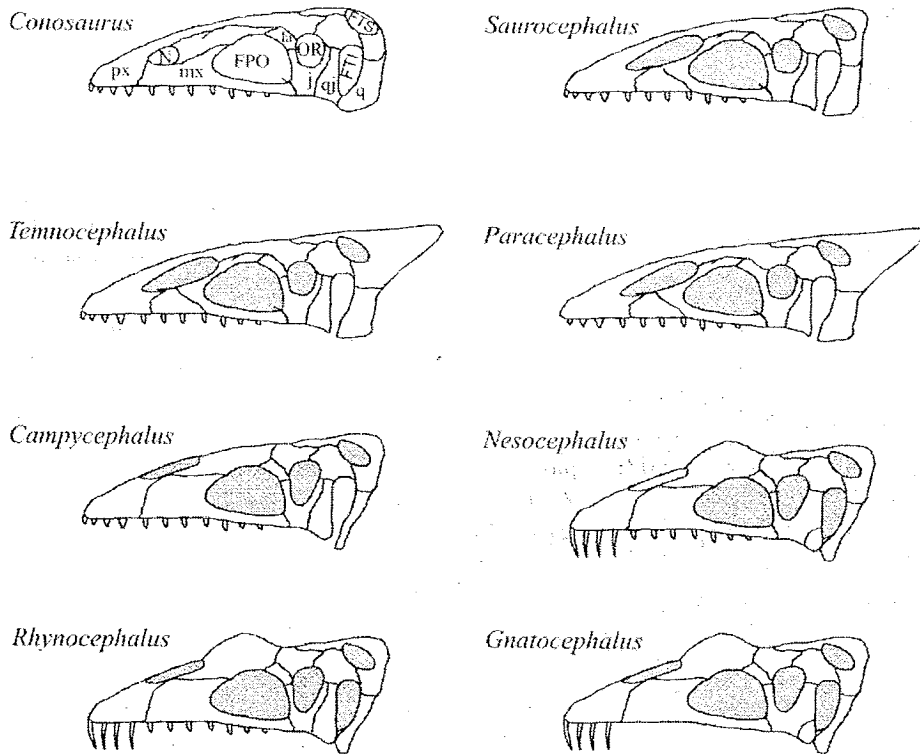 Conosaurus
Saurocephalus
px N mx FPO la OR j qj FTI q FTS
Temnocephalus
Paracephalus
Campycephalus
Nesocephalus
Rhynocephalus
Gnatocephalus